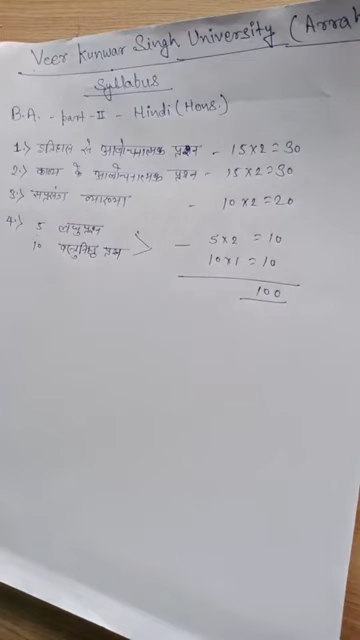 Veer Kunwar Singh University (Arrah
Syllabus
B.A. - part-II - Hindi (Hons.)
1.) इतिहास से आलोचनात्मक प्रश्न - 15×2=30
2.) काव्य के आलोचनात्मक प्रश्न - 15×2=30
3.) सप्रसंग व्याख्या - 10×2=20
4.) 5 लघुप्रश्न - 5×2=10
10 वस्तुनिष्ठ प्रश्न 10×1=10
100